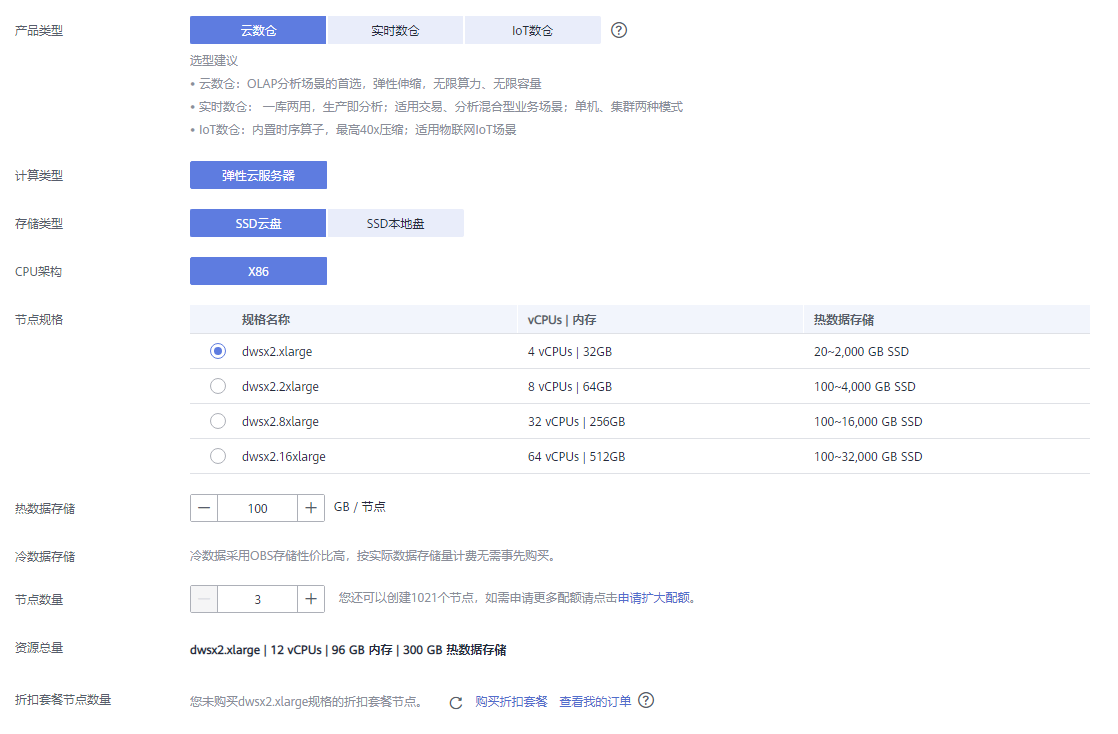 产品类型 云数仓 实时数仓 IoT数仓 ?
选型建议
• 云数仓：OLAP分析场景的首选，弹性伸缩，无限算力、无限容量
• 实时数仓： 一库两用，生产即分析；适用交易、分析混合型业务场景；单机、集群两种模式
• IoT数仓：内置时序算子，最高40x压缩；适用物联网IoT场景
计算类型 弹性云服务器
存储类型 SSD云盘 SSD本地盘
CPU架构 X86
节点规格 规格名称 vCPUs | 内存 热数据存储
dwsx2.xlarge 4 vCPUs | 32GB 20~2,000 GB SSD
dwsx2.2xlarge 8 vCPUs | 64GB 100~4,000 GB SSD
dwsx2.8xlarge 32 vCPUs | 256GB 100~16,000 GB SSD
dwsx2.16xlarge 64 vCPUs | 512GB 100~32,000 GB SSD
热数据存储 — 100 + GB / 节点
冷数据存储 冷数据采用OBS存储性价比高，按实际数据存储量计费无需事先购买。
节点数量 — 3 + 您还可以创建1021个节点，如需申请更多配额请点击申请扩大配额。
资源总量 dwsx2.xlarge | 12 vCPUs | 96 GB 内存 | 300 GB 热数据存储
折扣套餐节点数量 您未购买dwsx2.xlarge规格的折扣套餐节点。 购买折扣套餐 查看我的订单 ?